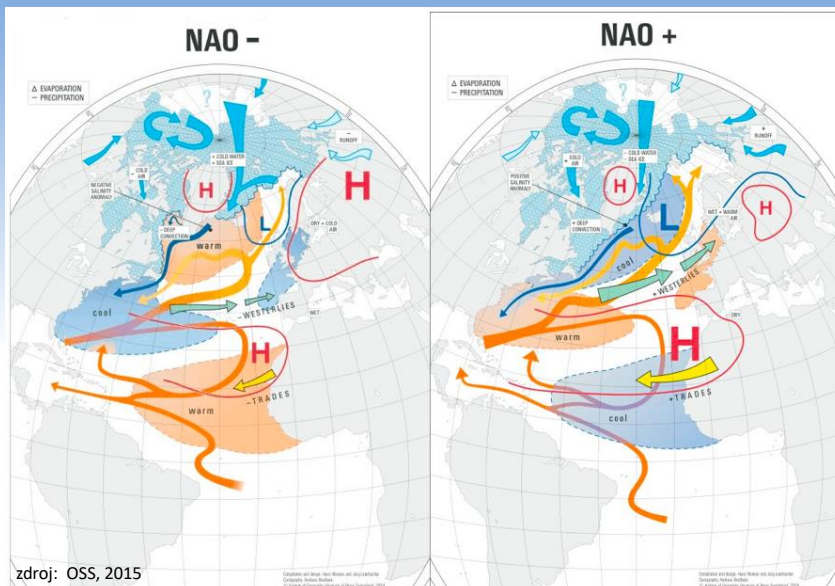 NAO -
△ EVAPORATION
– PRECIPITATION
?
– RUNOFF
+ COLD WATER
+ SEA ICE
- COLD
AIR
NEGATIVE
SALINITY
ANOMALY
H
H
L
DRY + COLD
AIR
- DEEP
CONVECTION
warm
cool
– WESTERLIES
WET
H
– TRADES
warm
zdroj: OSS, 2015
NAO +
△ EVAPORATION
– PRECIPITATION
+
RUNOFF
- COLD WATER
- SEA ICE
+ COLD
AIR
POSITIVE
SALINITY
ANOMALY
H
WET + WARM
AIR
H
L
+ DEEP
CONVECTION
cool
+ WESTERLIES
DRY
warm
H
+ TRADES
cool